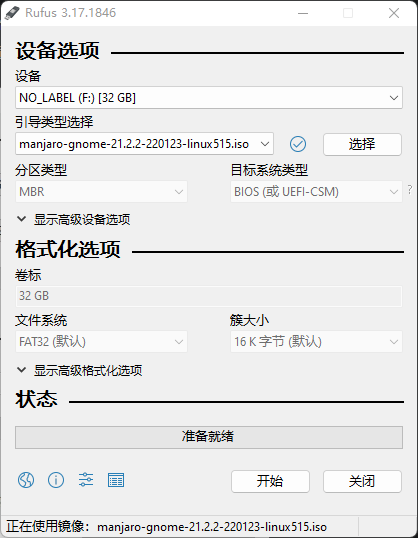 Rufus 3.17.1846
设备选项
设备
NO_LABEL (F:) [32 GB]
引导类型选择
manjaro-gnome-21.2.2-220123-linux515.iso
选择
分区类型
目标系统类型
MBR
BIOS (或 UEFI-CSM)
?
显示高级设备选项
格式化选项
卷标
32 GB
文件系统
簇大小
FAT32 (默认)
16 K 字节 (默认)
显示高级格式化选项
状态
准备就绪
开始
关闭
正在使用镜像：manjaro-gnome-21.2.2-220123-linux515.iso